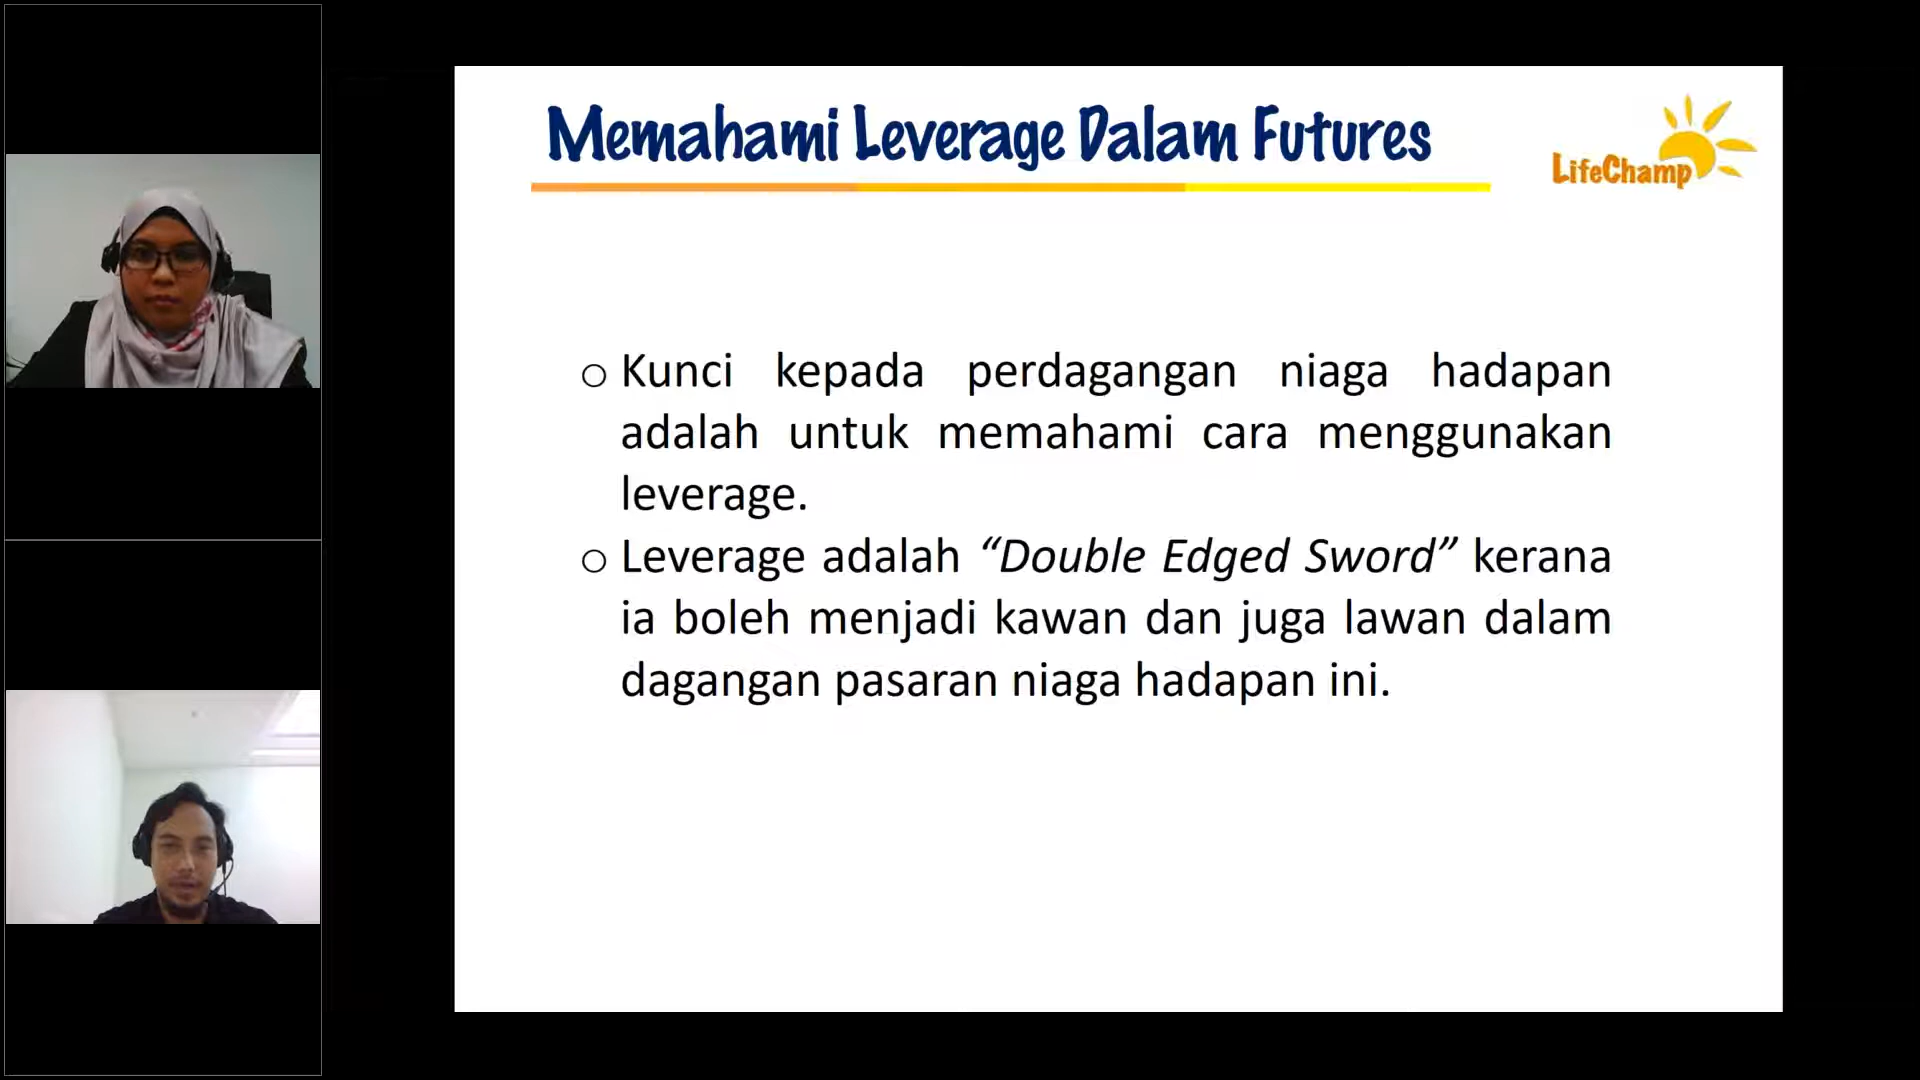 Memahami Leverage Dalam Futures
LifeChamp
o Kunci kepada perdagangan niaga hadapan
adalah untuk memahami cara menggunakan
leverage.
o Leverage adalah “Double Edged Sword” kerana
ia boleh menjadi kawan dan juga lawan dalam
dagangan pasaran niaga hadapan ini.